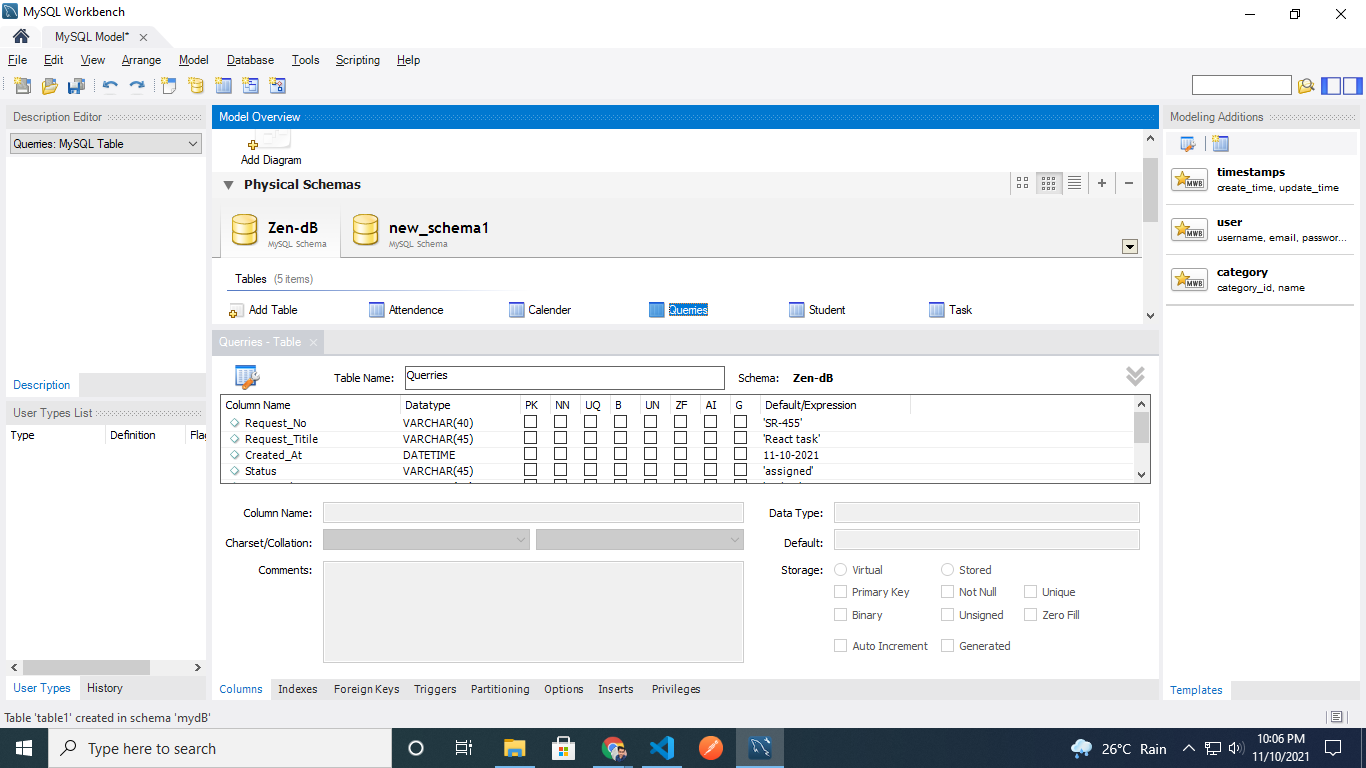 MySQL Workbench
MySQL Model*
File Edit View Arrange Model Database Tools Scripting Help
Description Editor
Querries: MySQL Table
Description
User Types List
Type Definition Flag
User Types History
Model Overview
Add Diagram
Physical Schemas
Zen-dB
MySQL Schema
new_schema1
MySQL Schema
Tables (5 items)
Add Table Attendence Calender Querries Student Task
Querries - Table
Table Name: Querries Schema: Zen-dB
Column Name Datatype PK NN UQ B UN ZF AI G Default/Expression
Request_No VARCHAR(40) 'SR-455'
Request_Titile VARCHAR(45) 'React task'
Created_At DATETIME 11-10-2021
Status VARCHAR(45) 'assigned'
Column Name: Data Type:
Charset/Collation: Default:
Comments: Storage: Virtual Stored
Primary Key Not Null Unique
Binary Unsigned Zero Fill
Auto Increment Generated
Columns Indexes Foreign Keys Triggers Partitioning Options Inserts Privileges
Modeling Additions
MWB timestamps
create_time, update_time
MWB user
username, email, passwor...
MWB category
category_id, name
Templates
Table 'table1' created in schema 'mydB'
Type here to search
26°C Rain
10:06 PM
11/10/2021